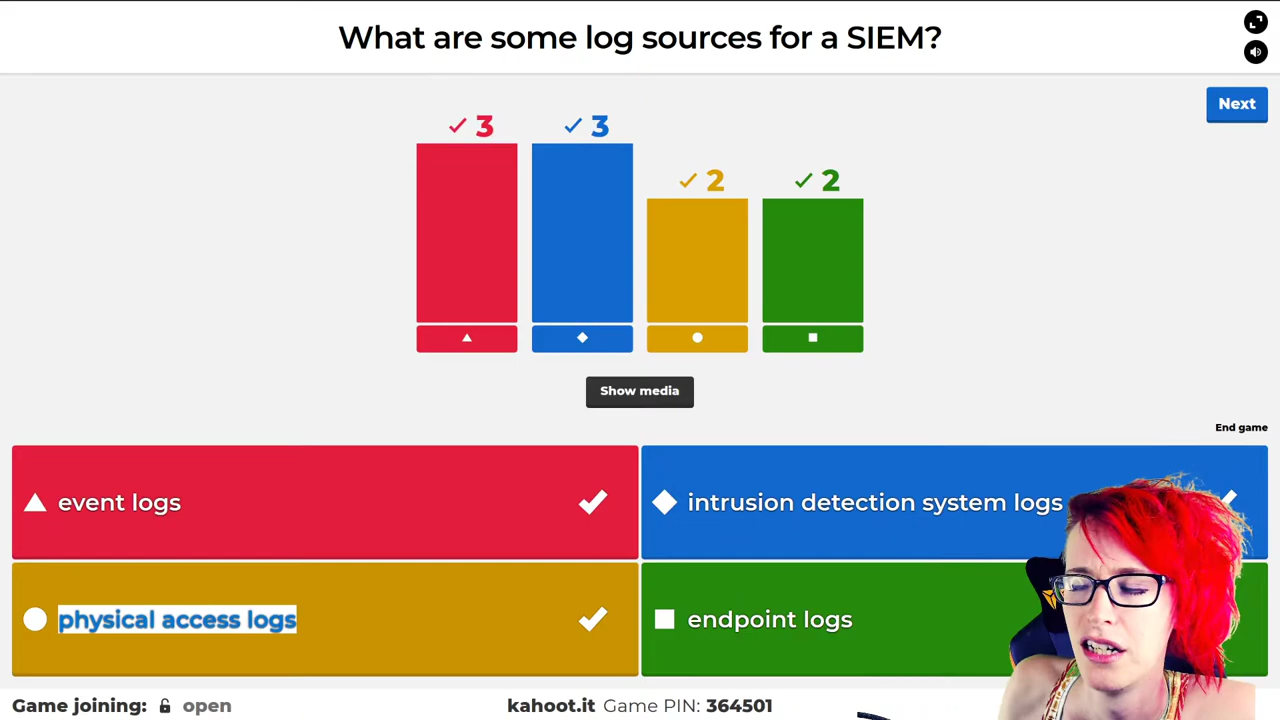 What are some log sources for a SIEM?
Next
3
3
2
2
Show media
End game
event logs
intrusion detection system logs
physical access logs
endpoint logs
Game joining: open
kahoot.it Game PIN: 364501